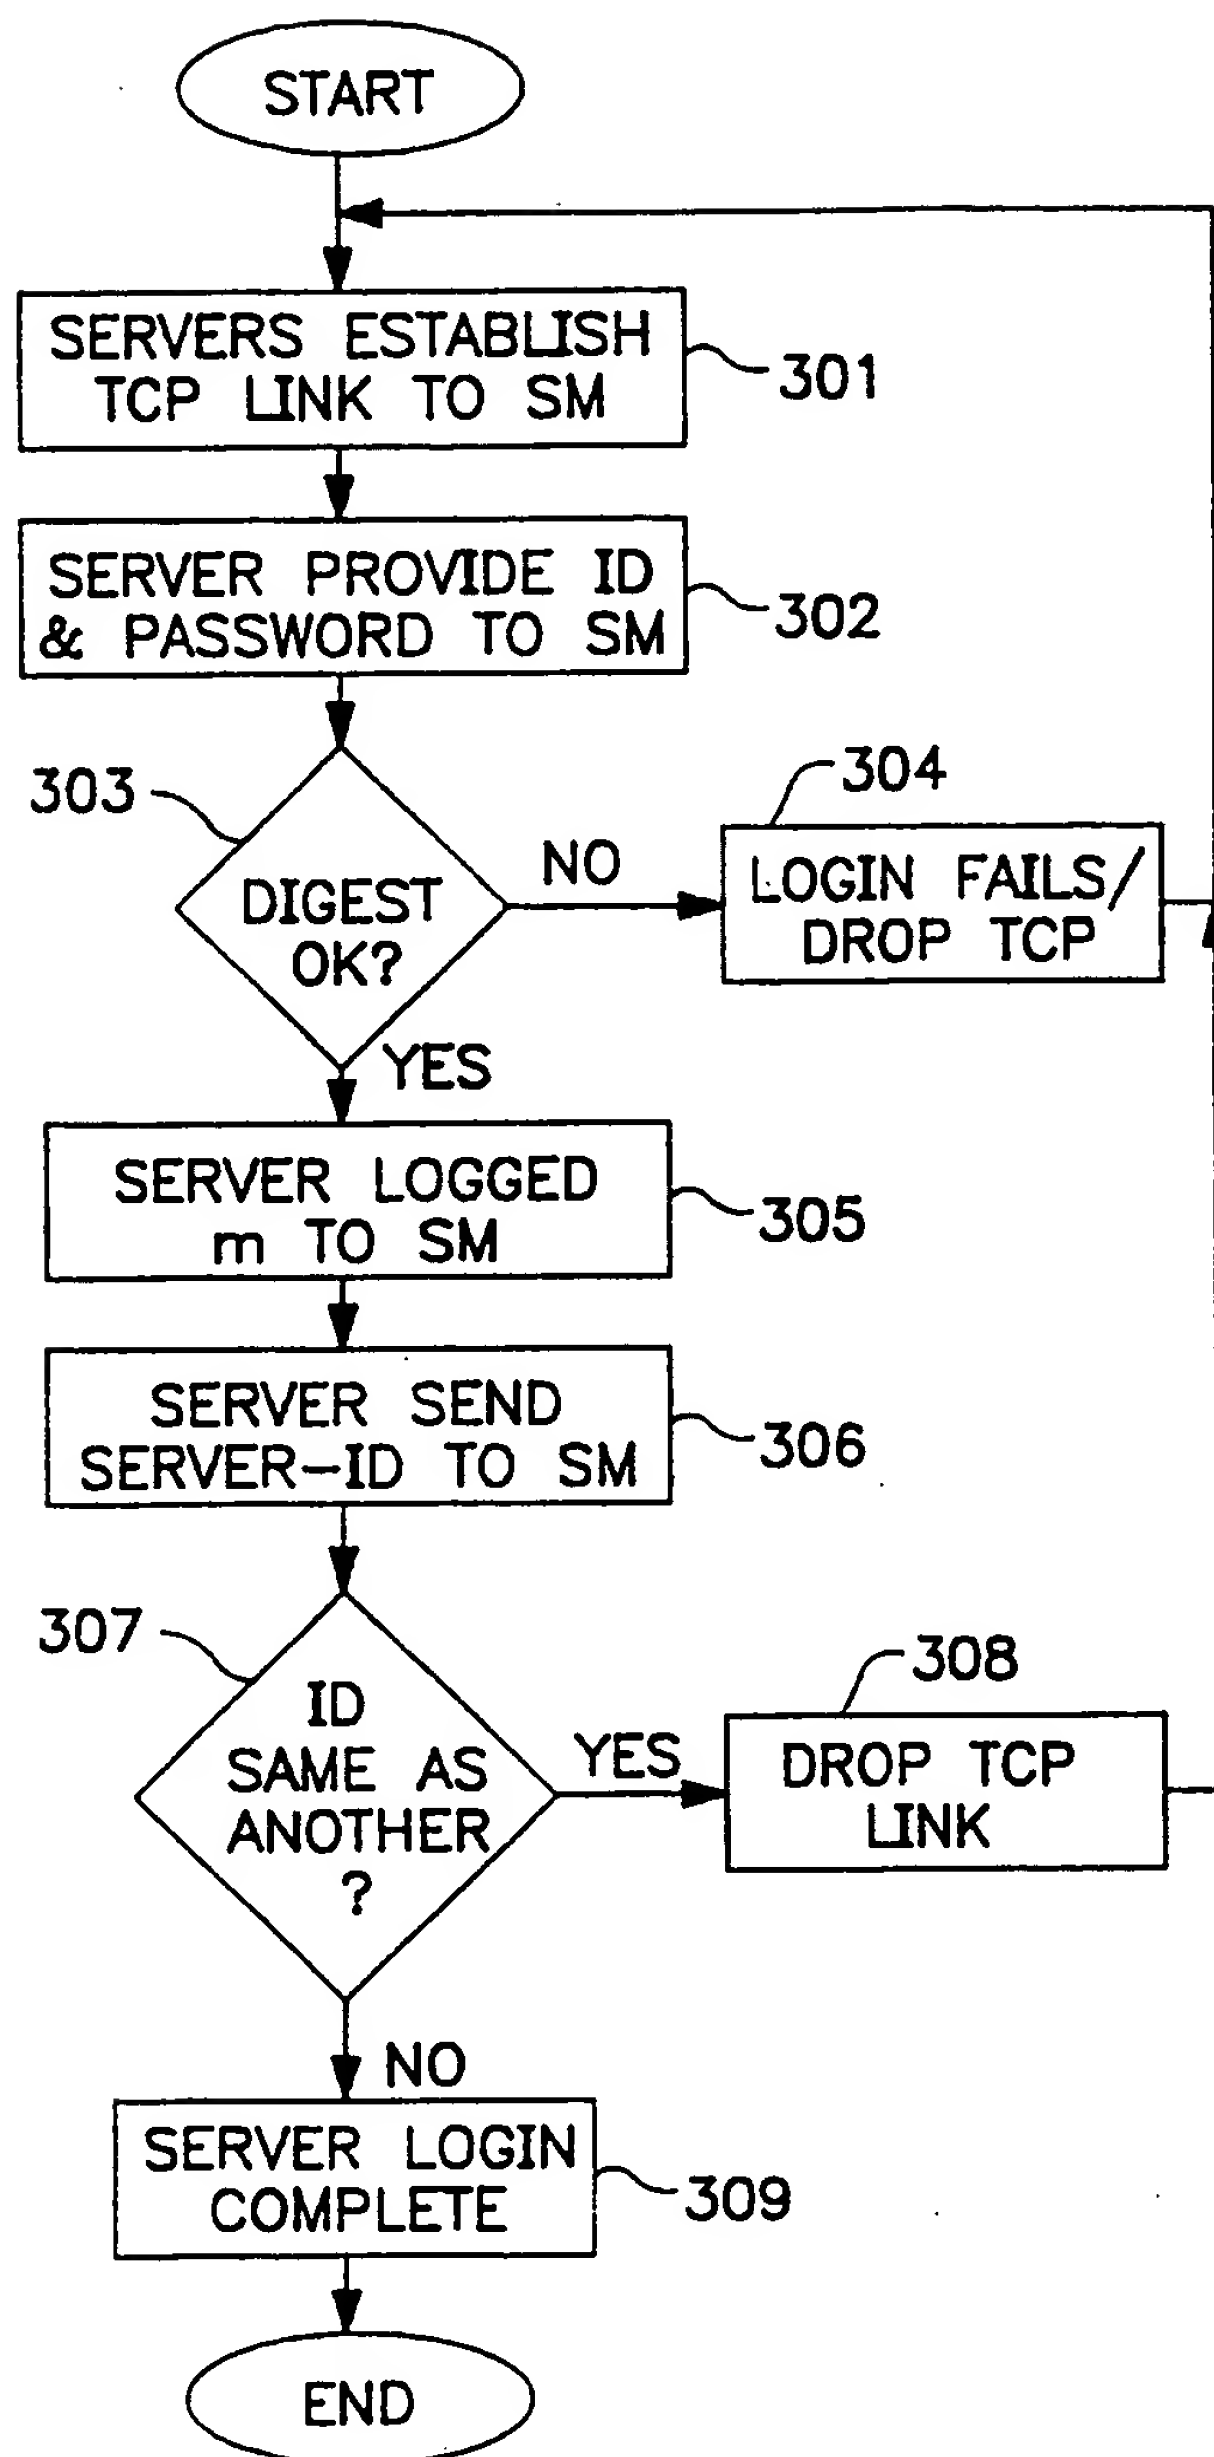 START
SERVERS ESTABLISH
TCP LINK TO SM
301
SERVER PROVIDE ID
& PASSWORD TO SM
302
303
DIGEST
OK?
NO
304
LOGIN FAILS/
DROP TCP
YES
SERVER LOGGED
m TO SM
305
SERVER SEND
SERVER-ID TO SM
306
307
ID
SAME AS
ANOTHER
?
YES
308
DROP TCP
LINK
NO
SERVER LOGIN
COMPLETE
309
END